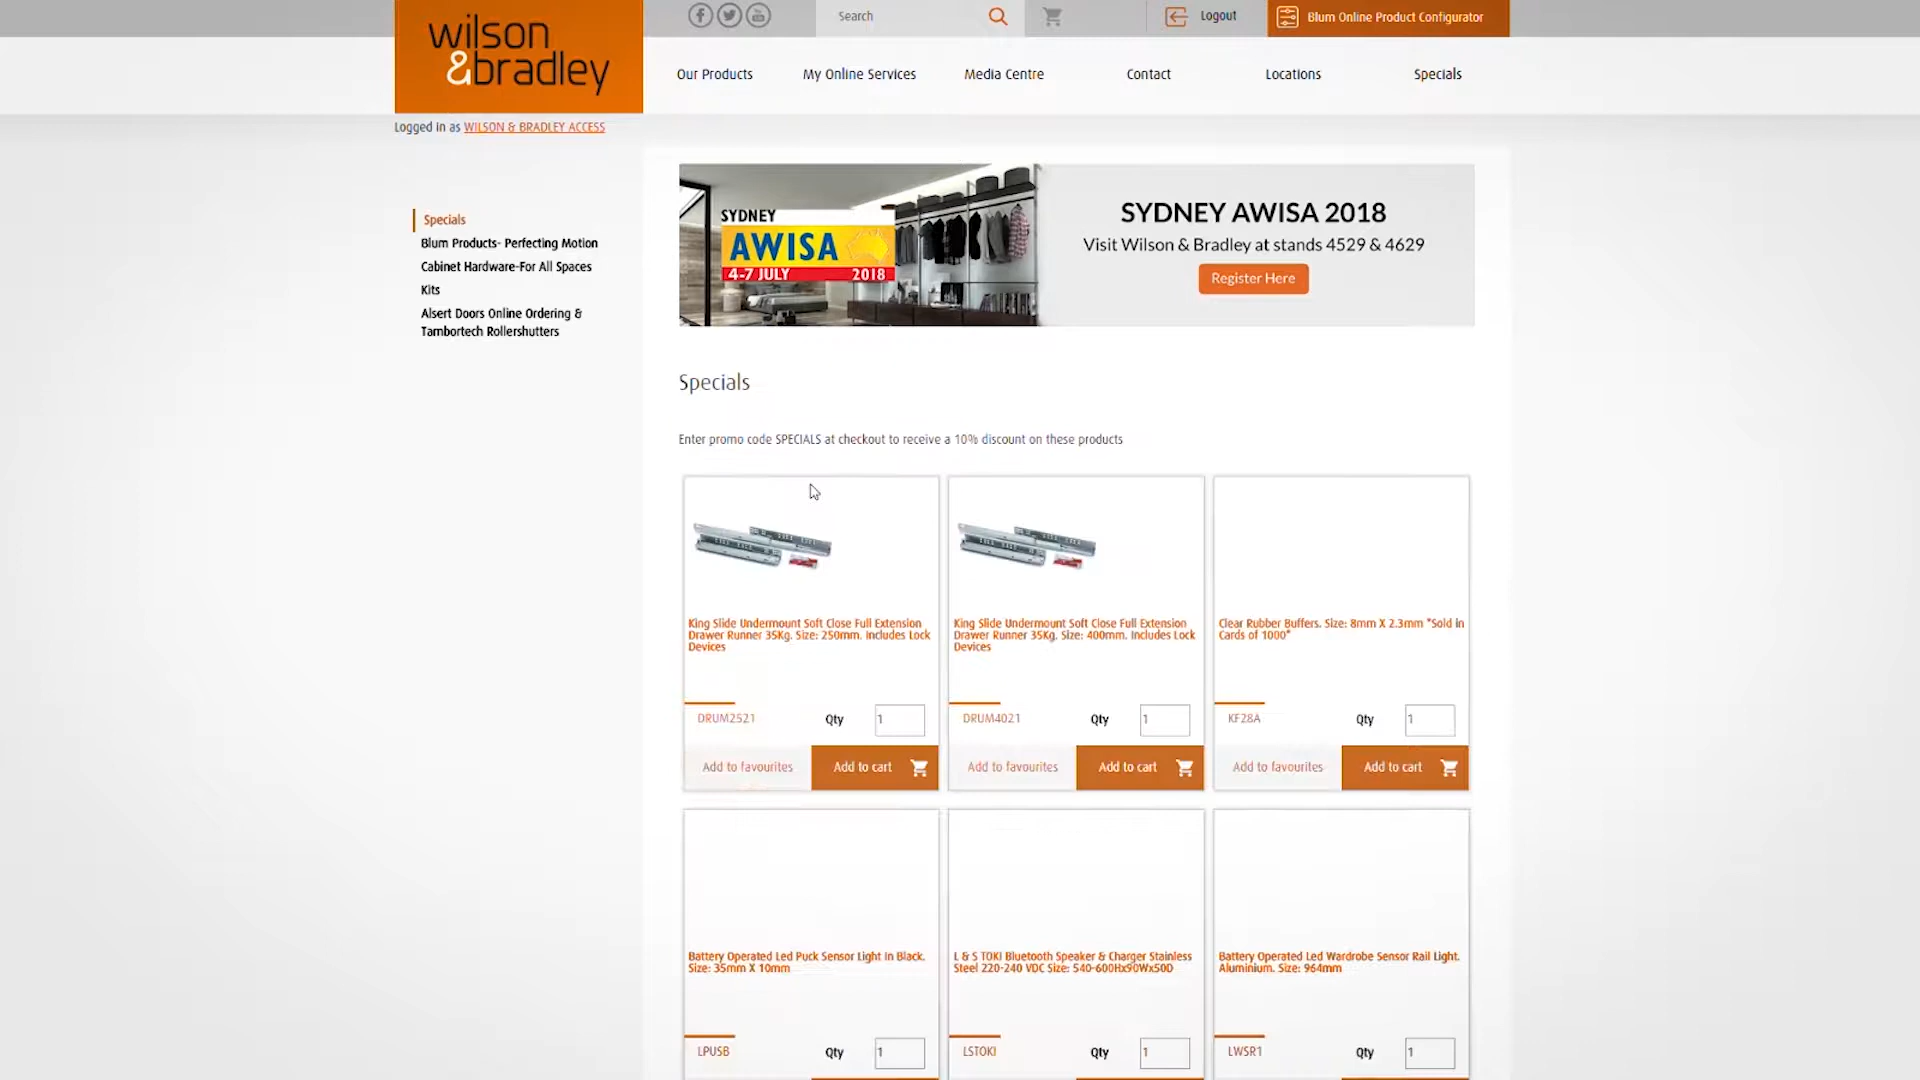 wilson
&bradley
Search
Logout
Blum Online Product Configurator
Our Products
My Online Services
Media Centre
Contact
Locations
Specials
Logged in as WILSON & BRADLEY ACCESS
Specials
Blum Products- Perfecting Motion
Cabinet Hardware-For All Spaces
Kits
Alsert Doors Online Ordering &
Tambortech Rollershutters
SYDNEY
AWISA
4-7 JULY 2018
SYDNEY AWISA 2018
Visit Wilson & Bradley at stands 4529 & 4629
Register Here
Specials
Enter promo code SPECIALS at checkout to receive a 10% discount on these products
King Slide Undermount Soft Close Full Extension
Drawer Runner 35Kg. Size: 250mm. Includes Lock
Devices
DRUM2521
Qty
1
Add to favourites
Add to cart
King Slide Undermount Soft Close Full Extension
Drawer Runner 35Kg. Size: 400mm. Includes Lock
Devices
DRUM4021
Qty
1
Add to favourites
Add to cart
Clear Rubber Buffers. Size: 8mm X 2.3mm "Sold in
Cards of 1000"
KF28A
Qty
1
Add to favourites
Add to cart
Battery Operated Led Puck Sensor Light In Black.
Size: 35mm X 10mm
LPUSB
Qty
1
L & S TOKI Bluetooth Speaker & Charger Stainless
Steel 220-240 VDC Size: 540-600Hx90Wx50D
LSTOKI
Qty
1
Battery Operated Led Wardrobe Sensor Rail Light.
Aluminium. Size: 964mm
LWSR1
Qty
1